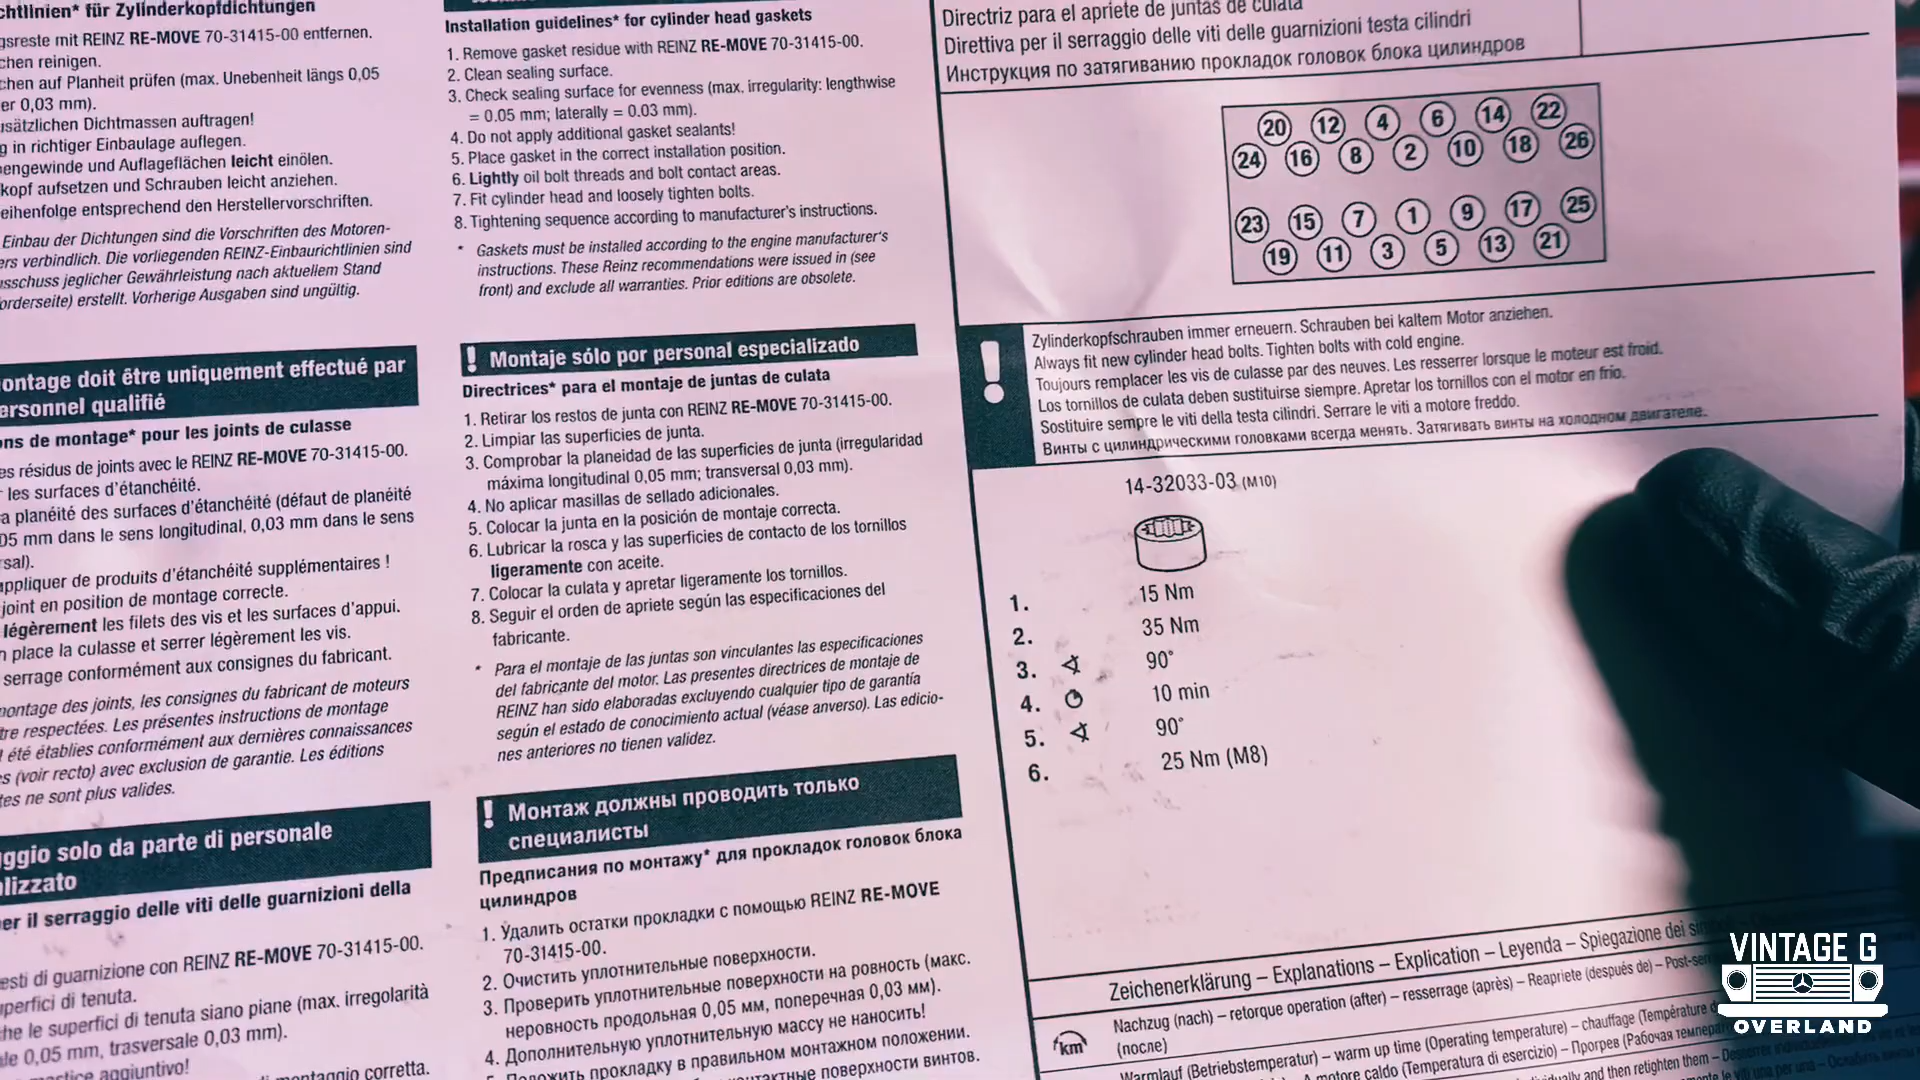 chtlinien* für Zylinderkopfdichtungen
gsreste mit REINZ RE-MOVE 70-31415-00 entfernen.
chen reinigen.
chen auf Planheit prüfen (max. Unebenheit längs 0,05
er 0,03 mm).
usätzlichen Dichtmassen auftragen!
g in richtiger Einbaulage auflegen.
engewinde und Auflageflächen leicht einölen.
kopf aufsetzen und Schrauben leicht anziehen.
eihenfolge entsprechend den Herstellervorschriften.
Einbau der Dichtungen sind die Vorschriften des Motoren-
ers verbindlich. Die vorliegenden REINZ-Einbaurichtlinien sind
usschuss jeglicher Gewährleistung nach aktuellem Stand
orderseite) erstellt. Vorherige Ausgaben sind ungültig.
ontage doit être uniquement effectué par
ersonnel qualifié
ons de montage* pour les joints de culasse
es résidus de joints avec le REINZ RE-MOVE 70-31415-00.
les surfaces d'étanchéité.
a planéité des surfaces d'étanchéité (défaut de planéité
05 mm dans le sens longitudinal, 0,03 mm dans le sens
rsal).
appliquer de produits d'étanchéité supplémentaires !
joint en position de montage correcte.
légèrement les filets des vis et les surfaces d'appui.
n place la culasse et serrer légèrement les vis.
serrage conformément aux consignes du fabricant.
montage des joints, les consignes du fabricant de moteurs
tre respectées. Les présentes instructions de montage
t été établies conformément aux dernières connaissances
s (voir recto) avec exclusion de garantie. Les éditions
tes ne sont plus valides.
ggio solo da parte di personale
lizzato
er il serraggio delle viti delle guarnizioni della
esti di guarnizione con REINZ RE-MOVE 70-31415-00.
perfici di tenuta.
he le superfici di tenuta siano piane (max. irregolarità
le 0,05 mm, trasversale 0,03 mm).
mastice aggiuntivo!
montaggio corretta.
Installation guidelines* for cylinder head gaskets
1. Remove gasket residue with REINZ RE-MOVE 70-31415-00.
2. Clean sealing surface.
3. Check sealing surface for evenness (max. irregularity: lengthwise
= 0.05 mm; laterally = 0.03 mm).
4. Do not apply additional gasket sealants!
5. Place gasket in the correct installation position.
6. Lightly oil bolt threads and bolt contact areas.
7. Fit cylinder head and loosely tighten bolts.
8. Tightening sequence according to manufacturer's instructions.
* Gaskets must be installed according to the engine manufacturer's
instructions. These Reinz recommendations were issued in (see
front) and exclude all warranties. Prior editions are obsolete.
! Montaje sólo por personal especializado
Directrices* para el montaje de juntas de culata
1. Retirar los restos de junta con REINZ RE-MOVE 70-31415-00.
2. Limpiar las superficies de junta.
3. Comprobar la planeidad de las superficies de junta (irregularidad
máxima longitudinal 0,05 mm; transversal 0,03 mm).
4. No aplicar masillas de sellado adicionales.
5. Colocar la junta en la posición de montaje correcta.
6. Lubricar la rosca y las superficies de contacto de los tornillos
ligeramente con aceite.
7. Colocar la culata y apretar ligeramente los tornillos.
8. Seguir el orden de apriete según las especificaciones del
fabricante.
* Para el montaje de las juntas son vinculantes las especificaciones
del fabricante del motor. Las presentes directrices de montaje de
REINZ han sido elaboradas excluyendo cualquier tipo de garantía
según el estado de conocimiento actual (véase anverso). Las edicio-
nes anteriores no tienen validez.
! Монтаж должны проводить только
специалисты
Предписания по монтажу* для прокладок головок блока
цилиндров
1. Удалить остатки прокладки с помощью REINZ RE-MOVE
70-31415-00.
2. Очистить уплотнительные поверхности.
3. Проверить уплотнительные поверхности на ровность (макс.
неровность продольная 0,05 мм, поперечная 0,03 мм).
4. Дополнительную уплотнительную массу не наносить!
5. Положить прокладку в правильном монтажном положении.
контактные поверхности винтов.
Directriz para el apriete de juntas de culata
Direttiva per il serraggio delle viti delle guarnizioni testa cilindri
Инструкция по затягиванию прокладок головок блока цилиндров
20 12 4 6 14 22
24 16 8 2 10 18 26
23 15 7 1 9 17 25
19 11 3 5 13 21
! Zylinderkopfschrauben immer erneuern. Schrauben bei kaltem Motor anziehen.
Always fit new cylinder head bolts. Tighten bolts with cold engine.
Toujours remplacer les vis de culasse par des neuves. Les resserrer lorsque le moteur est froid.
Los tornillos de culata deben sustituirse siempre. Apretar los tornillos con el motor en frío.
Sostituire sempre le viti della testa cilindri. Serrare le viti a motore freddo.
Винты с цилиндрическими головками всегда менять. Затягивать винты на холодном двигателе.
14-32033-03 (M10)
1. 15 Nm
2. 35 Nm
3. 90°
4. 10 min
5. 90°
6. 25 Nm (M8)
Zeichenerklärung – Explanations – Explication – Leyenda – Spiegazione dei
km Nachzug (nach) – retorque operation (after) – resserrage (après) – Reapriete (después de) –
(после)
Warmlauf (Betriebstemperatur) – warm up time (Operating temperature) – chauffage (Température
A motore caldo (Temperatura di esercizio) – Прогрев (Рабочая
and then retighten them –
VINTAGE G
OVERLAND